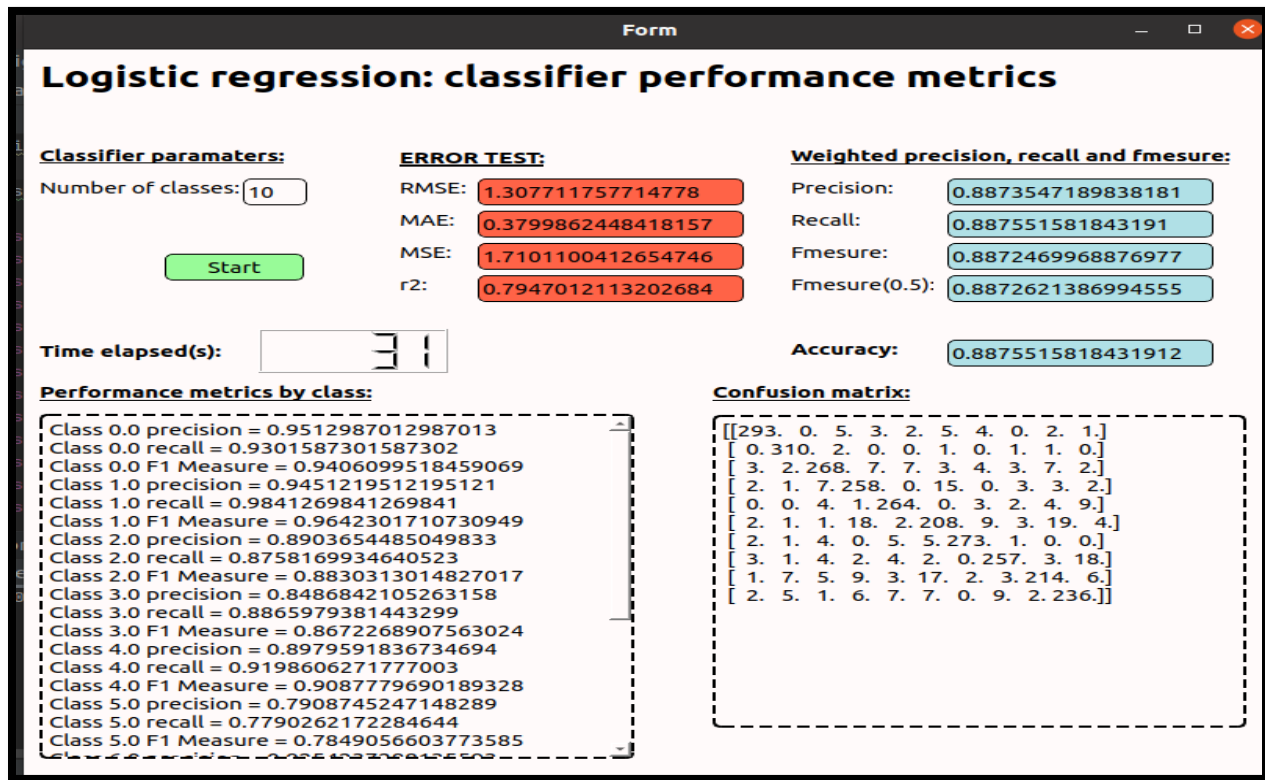 Form
Logistic regression: classifier performance metrics
Classifier paramaters:
Number of classes: 10
Start
ERROR TEST:
RMSE: 1.307711757714778
MAE: 0.3799862448418157
MSE: 1.7101100412654746
r2: 0.7947012113202684
Weighted precision, recall and fmesure:
Precision: 0.8873547189838181
Recall: 0.887551581843191
Fmesure: 0.8872469968876977
Fmesure(0.5): 0.8872621386994555
Time elapsed(s): 31
Accuracy: 0.8875515818431912
Performance metrics by class:
Class 0.0 precision = 0.9512987012987013
Class 0.0 recall = 0.9301587301587302
Class 0.0 F1 Measure = 0.9406099518459069
Class 1.0 precision = 0.9451219512195121
Class 1.0 recall = 0.9841269841269841
Class 1.0 F1 Measure = 0.9642301710730949
Class 2.0 precision = 0.8903654485049833
Class 2.0 recall = 0.8758169934640523
Class 2.0 F1 Measure = 0.8830313014827017
Class 3.0 precision = 0.8486842105263158
Class 3.0 recall = 0.8865979381443299
Class 3.0 F1 Measure = 0.8672268907563024
Class 4.0 precision = 0.8979591836734694
Class 4.0 recall = 0.9198606271777003
Class 4.0 F1 Measure = 0.9087779690189328
Class 5.0 precision = 0.7908745247148289
Class 5.0 recall = 0.7790262172284644
Class 5.0 F1 Measure = 0.7849056603773585
Confusion matrix:
[[293. 0. 5. 3. 2. 5. 4. 0. 2. 1.]
[ 0. 310. 2. 0. 0. 1. 0. 1. 1. 0.]
[ 3. 2. 268. 7. 7. 3. 4. 3. 7. 2.]
[ 2. 1. 7. 258. 0. 15. 0. 3. 3. 2.]
[ 0. 0. 4. 1. 264. 0. 3. 2. 4. 9.]
[ 2. 1. 1. 18. 2. 208. 9. 3. 19. 4.]
[ 2. 1. 4. 0. 5. 5. 273. 1. 0. 0.]
[ 3. 1. 4. 2. 4. 2. 0. 257. 3. 18.]
[ 1. 7. 5. 9. 3. 17. 2. 3. 214. 6.]
[ 2. 5. 1. 6. 7. 7. 0. 9. 2. 236.]]